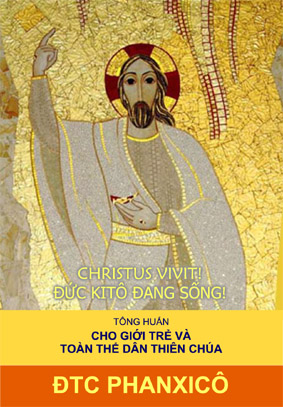 CHRISTUS VIVIT!
ĐỨC KITÔ ĐANG SỐNG!
TÔNG HUẤN
CHO GIỚI TRẺ VÀ
TOÀN THỂ DÂN THIÊN CHÚA
ĐTC PHANXICÔ